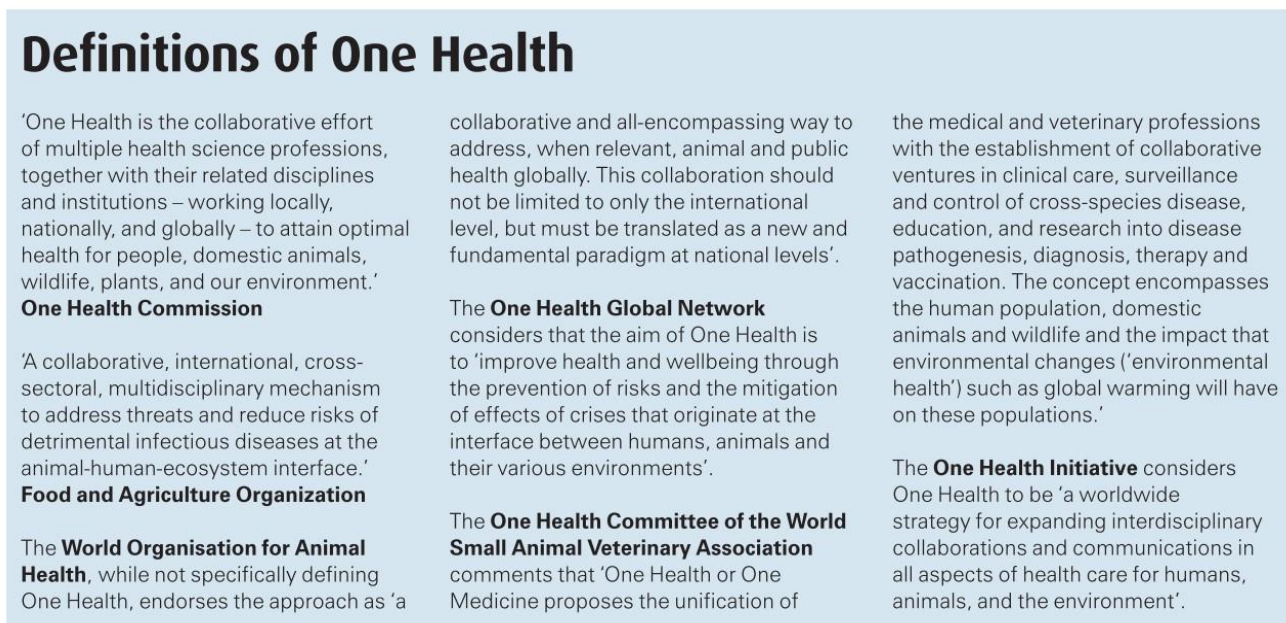 Definitions of One Health
‘One Health is the collaborative effort
of multiple health science professions,
together with their related disciplines
and institutions – working locally,
nationally, and globally – to attain optimal
health for people, domestic animals,
wildlife, plants, and our environment.’
One Health Commission
‘A collaborative, international, cross-
sectoral, multidisciplinary mechanism
to address threats and reduce risks of
detrimental infectious diseases at the
animal-human-ecosystem interface.’
Food and Agriculture Organization
The World Organisation for Animal
Health, while not specifically defining
One Health, endorses the approach as ‘a
collaborative and all-encompassing way to
address, when relevant, animal and public
health globally. This collaboration should
not be limited to only the international
level, but must be translated as a new and
fundamental paradigm at national levels’.
The One Health Global Network
considers that the aim of One Health is
to ‘improve health and wellbeing through
the prevention of risks and the mitigation
of effects of crises that originate at the
interface between humans, animals and
their various environments’.
The One Health Committee of the World
Small Animal Veterinary Association
comments that ‘One Health or One
Medicine proposes the unification of
the medical and veterinary professions
with the establishment of collaborative
ventures in clinical care, surveillance
and control of cross-species disease,
education, and research into disease
pathogenesis, diagnosis, therapy and
vaccination. The concept encompasses
the human population, domestic
animals and wildlife and the impact that
environmental changes (‘environmental
health’) such as global warming will have
on these populations.’
The One Health Initiative considers
One Health to be ‘a worldwide
strategy for expanding interdisciplinary
collaborations and communications in
all aspects of health care for humans,
animals, and the environment’.